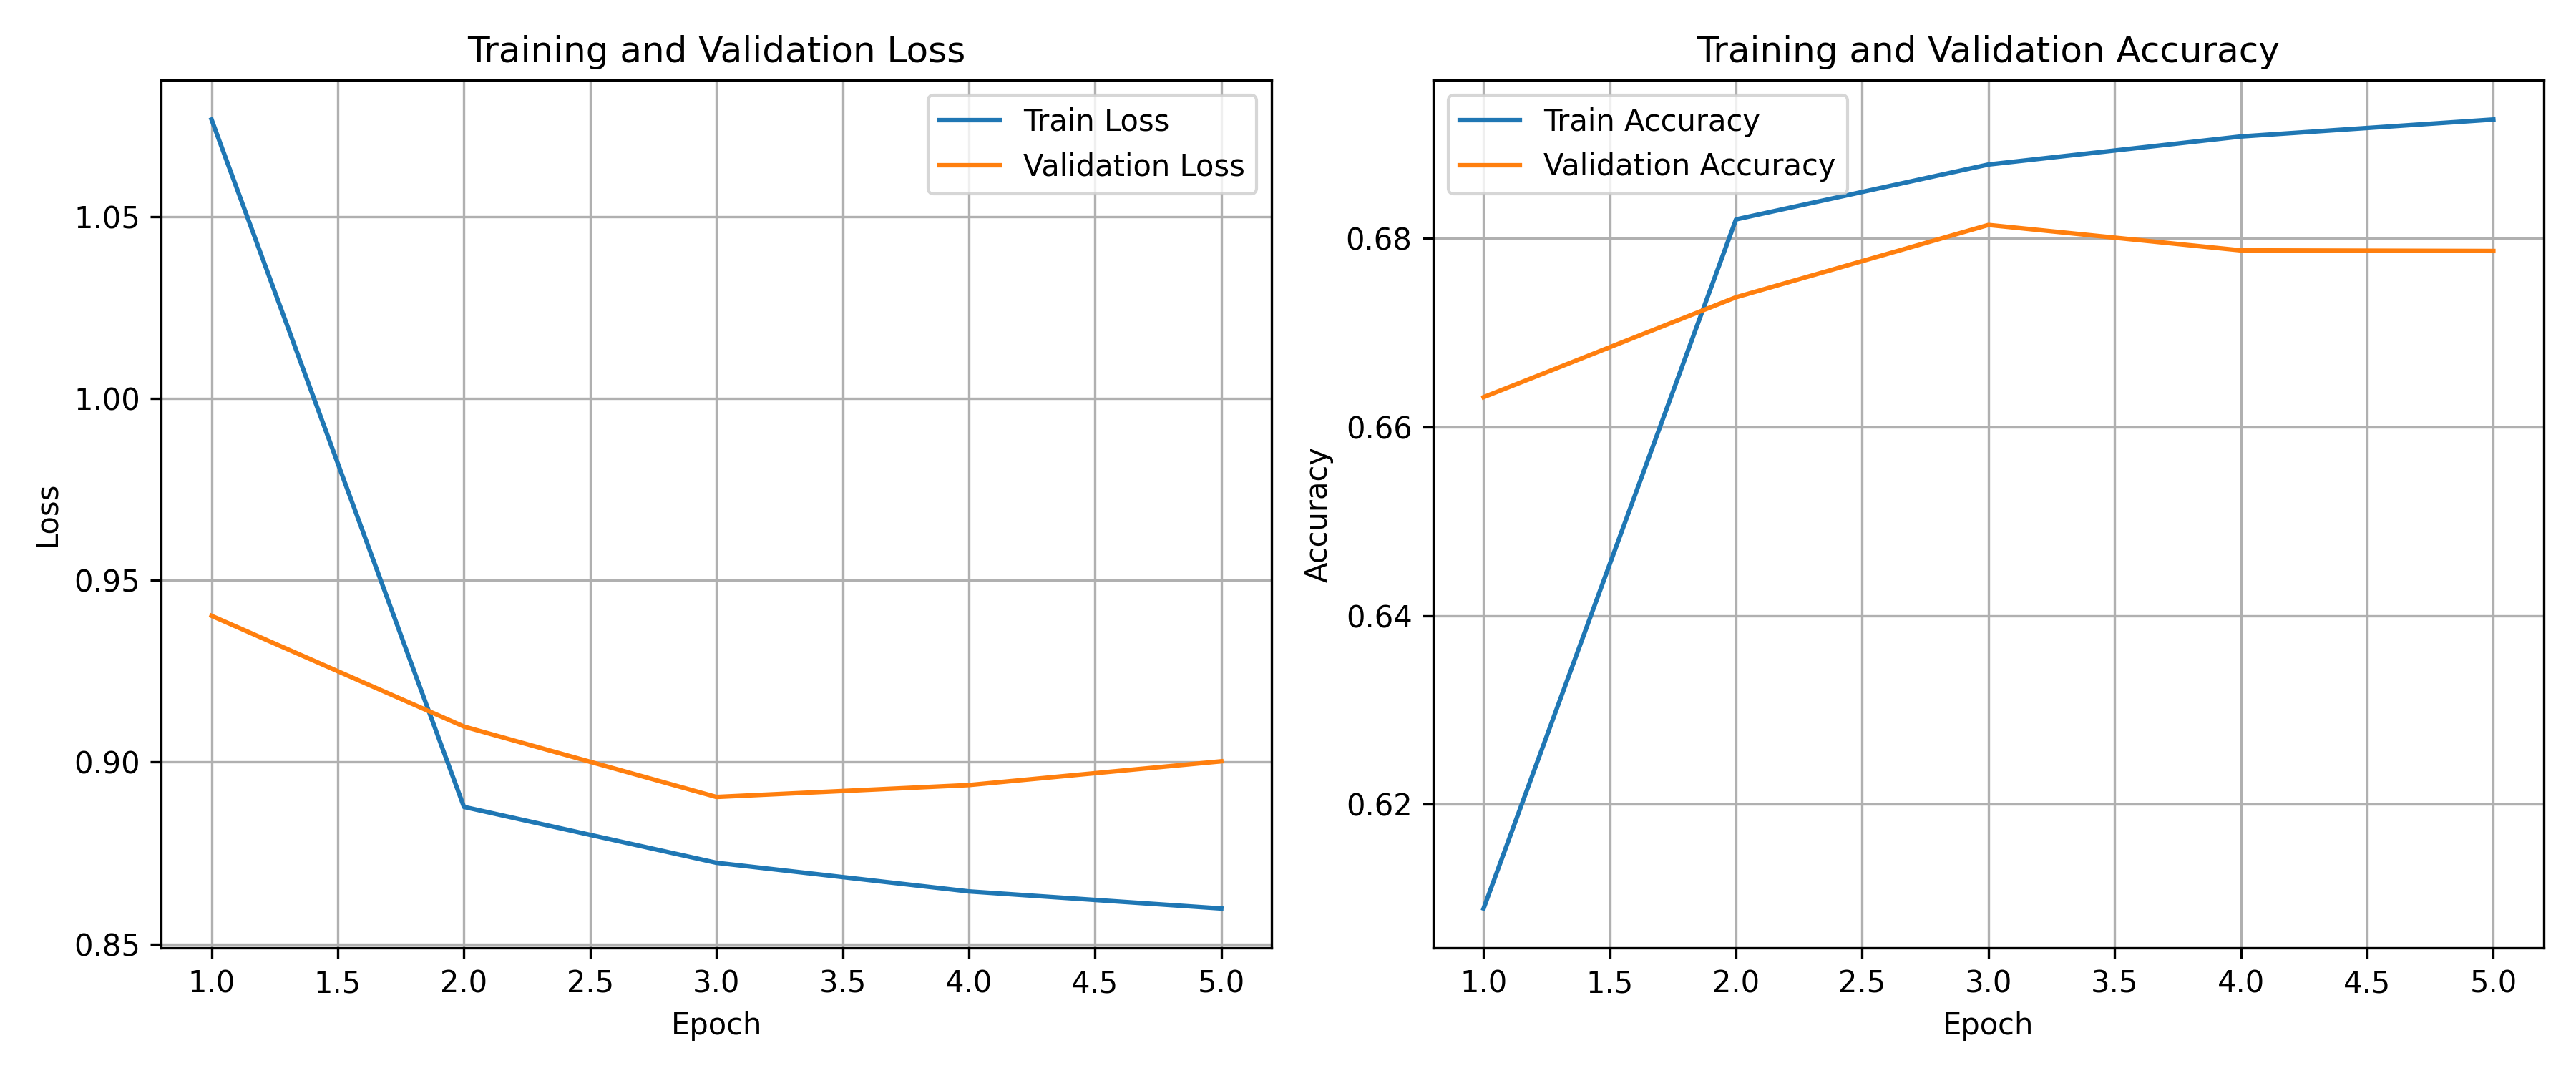 Training and Validation Loss
Train Loss
Validation Loss
1.05
1.00
0.95
0.90
0.85
Loss
1.0 1.5 2.0 2.5 3.0 3.5 4.0 4.5 5.0
Epoch
Training and Validation Accuracy
Train Accuracy
Validation Accuracy
0.68
0.66
0.64
0.62
Accuracy
1.0 1.5 2.0 2.5 3.0 3.5 4.0 4.5 5.0
Epoch